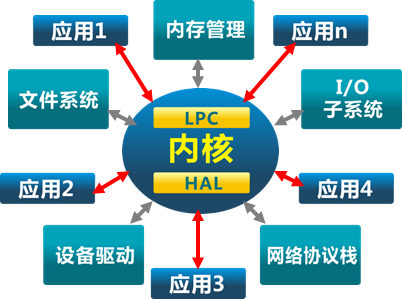 应用1
内存管理
应用n
文件系统
I/O
子系统
LPC
内核
HAL
应用2
应用4
设备驱动
应用3
网络协议栈